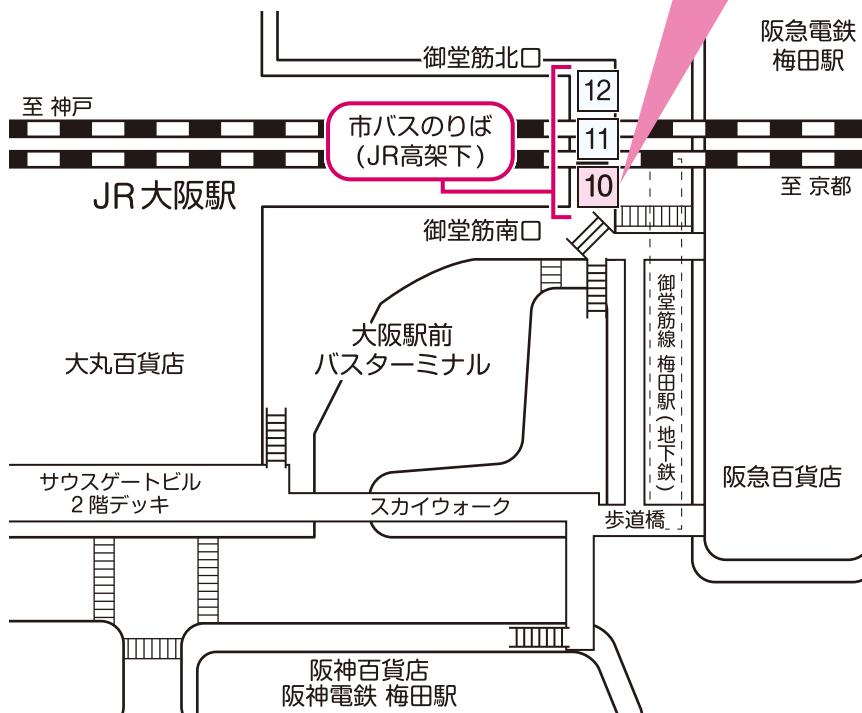 阪急電鉄
梅田駅
御堂筋北口
12
至 神戸
市バスのりば
(JR高架下)
11
10
至 京都
JR大阪駅
御堂筋南口
御堂筋線 梅田駅(地下鉄)
大阪駅前
バスターミナル
大丸百貨店
阪急百貨店
サウスゲートビル
2階デッキ
スカイウォーク
歩道橋
阪神百貨店
阪神電鉄 梅田駅